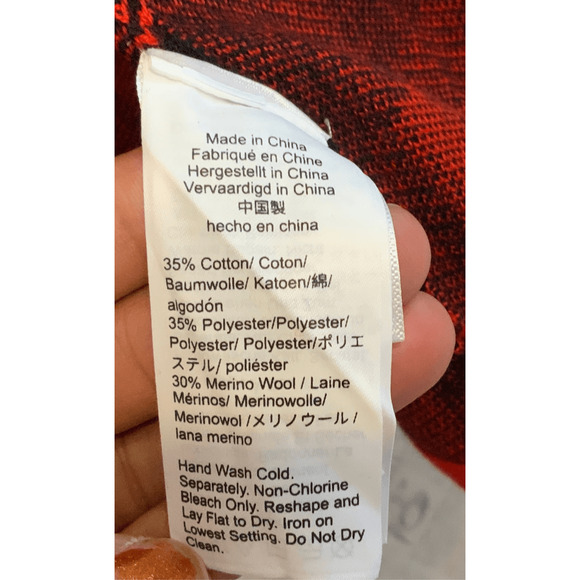 Made in China
Fabriqué en Chine
Hergestellt in China
Vervaardigd in China
中国製
hecho en china
35% Cotton/ Coton/
Baumwolle/ Katoen/綿/
algodón
35% Polyester/Polyester/
Polyester/ Polyester/ポリエ
ステル/ poliéster
30% Merino Wool / Laine
Mérinos/ Merinowolle/
Merinowol /メリノウール /
lana merino
Hand Wash Cold.
Separately. Non-Chlorine
Bleach Only. Reshape and
Lay Flat to Dry. Iron on
Lowest Setting. Do Not Dry
Clean.